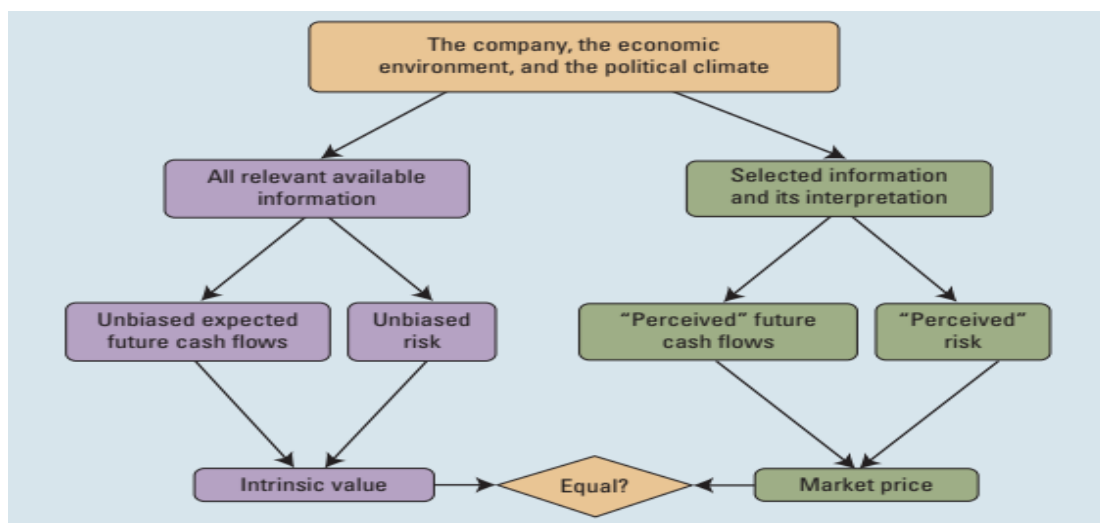 The company, the economic
environment, and the political climate
All relevant available
information
Selected information
and its interpretation
Unbiased expected
future cash flows
Unbiased
risk
“Perceived” future
cash flows
“Perceived”
risk
Intrinsic value
Equal?
Market price